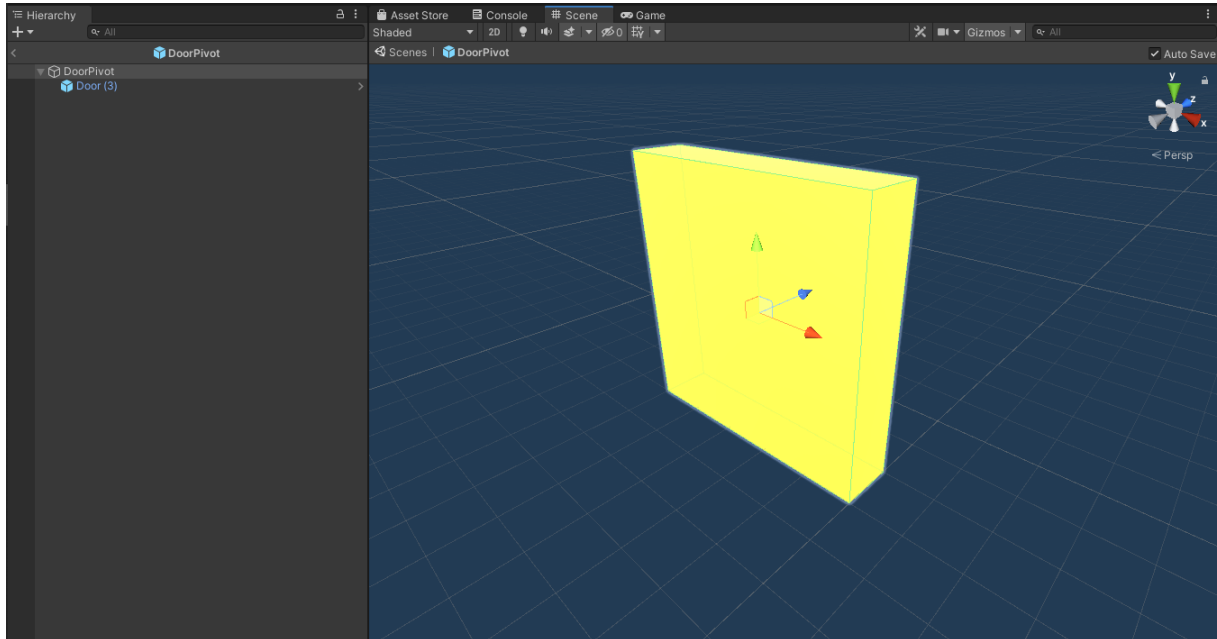 Hierarchy
All
DoorPivot
DoorPivot
Door (3)
Asset Store Console Scene Game
Shaded 2D 0 Gizmos All
Scenes | DoorPivot Auto Save
y
z
x
Persp